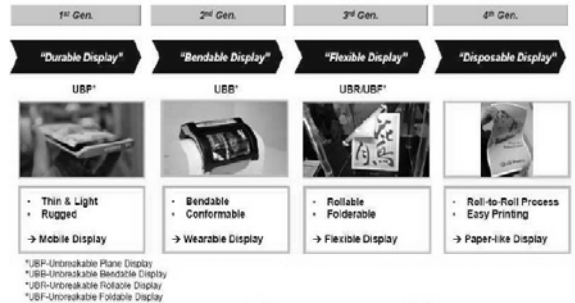 1st Gen.
2nd Gen.
3rd Gen.
4th Gen.
"Durable Display"
"Bendable Display"
"Flexible Display"
"Disposable Display"
UBP*
UBB*
UBR/UBF*
· Thin & Light
· Rugged
→ Mobile Display
· Bendable
· Conformable
→ Wearable Display
· Rollable
· Folderable
→ Flexible Display
· Roll-to-Roll Process
· Easy Printing
→ Paper-like Display
*UBP-Unbreakable Plane Display
*UBB-Unbreakable Bendable Display
*UBR-Unbreakable Rollable Display
*UBF-Unbreakable Foldable Display